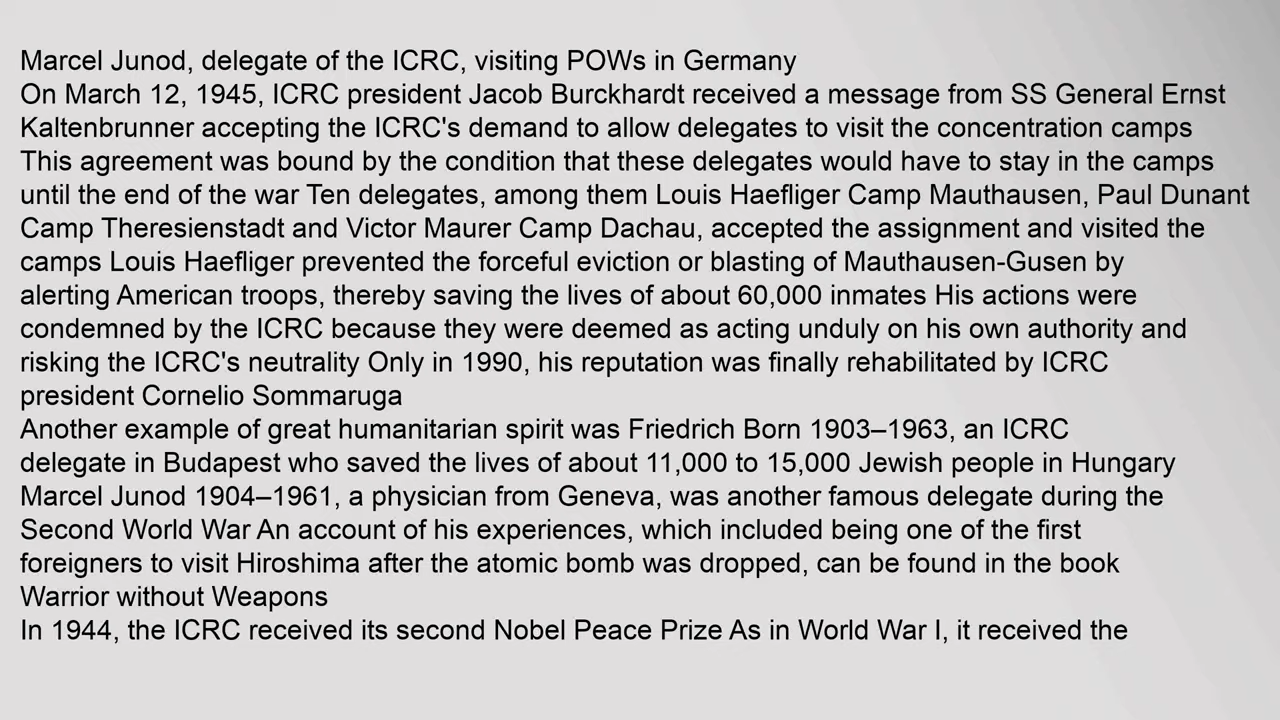 Marcel Junod, delegate of the ICRC, visiting POWs in Germany
On March 12, 1945, ICRC president Jacob Burckhardt received a message from SS General Ernst
Kaltenbrunner accepting the ICRC's demand to allow delegates to visit the concentration camps
This agreement was bound by the condition that these delegates would have to stay in the camps
until the end of the war Ten delegates, among them Louis Haefliger Camp Mauthausen, Paul Dunant
Camp Theresienstadt and Victor Maurer Camp Dachau, accepted the assignment and visited the
camps Louis Haefliger prevented the forceful eviction or blasting of Mauthausen-Gusen by
alerting American troops, thereby saving the lives of about 60,000 inmates His actions were
condemned by the ICRC because they were deemed as acting unduly on his own authority and
risking the ICRC's neutrality Only in 1990, his reputation was finally rehabilitated by ICRC
president Cornelio Sommaruga
Another example of great humanitarian spirit was Friedrich Born 1903–1963, an ICRC
delegate in Budapest who saved the lives of about 11,000 to 15,000 Jewish people in Hungary
Marcel Junod 1904–1961, a physician from Geneva, was another famous delegate during the
Second World War An account of his experiences, which included being one of the first
foreigners to visit Hiroshima after the atomic bomb was dropped, can be found in the book
Warrior without Weapons
In 1944, the ICRC received its second Nobel Peace Prize As in World War I, it received the